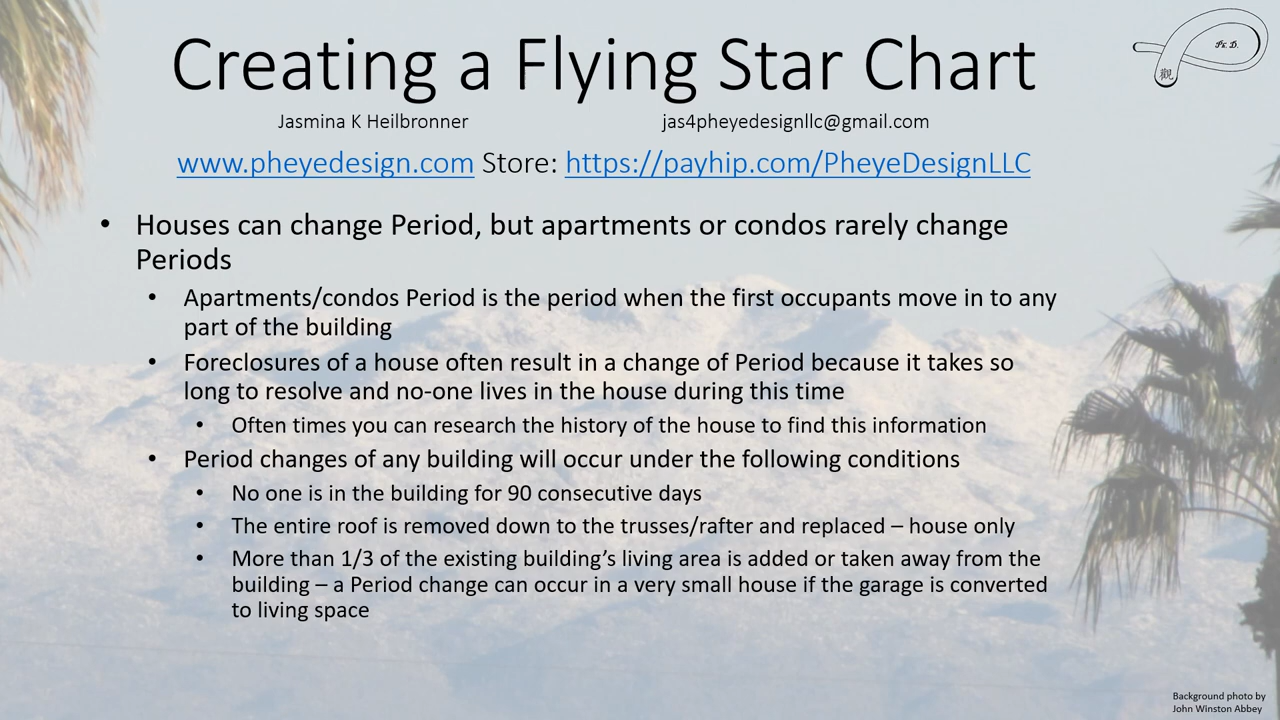 Creating a Flying Star Chart
Ph. D.
觀
Jasmina K Heilbronner jas4pheyedesignllc@gmail.com
www.pheyedesign.com Store: https://payhip.com/PheyeDesignLLC
• Houses can change Period, but apartments or condos rarely change
Periods
• Apartments/condos Period is the period when the first occupants move in to any
part of the building
• Foreclosures of a house often result in a change of Period because it takes so
long to resolve and no-one lives in the house during this time
• Often times you can research the history of the house to find this information
• Period changes of any building will occur under the following conditions
• No one is in the building for 90 consecutive days
• The entire roof is removed down to the trusses/rafter and replaced – house only
• More than 1/3 of the existing building’s living area is added or taken away from the
building – a Period change can occur in a very small house if the garage is converted
to living space
Background photo by
John Winston Abbey